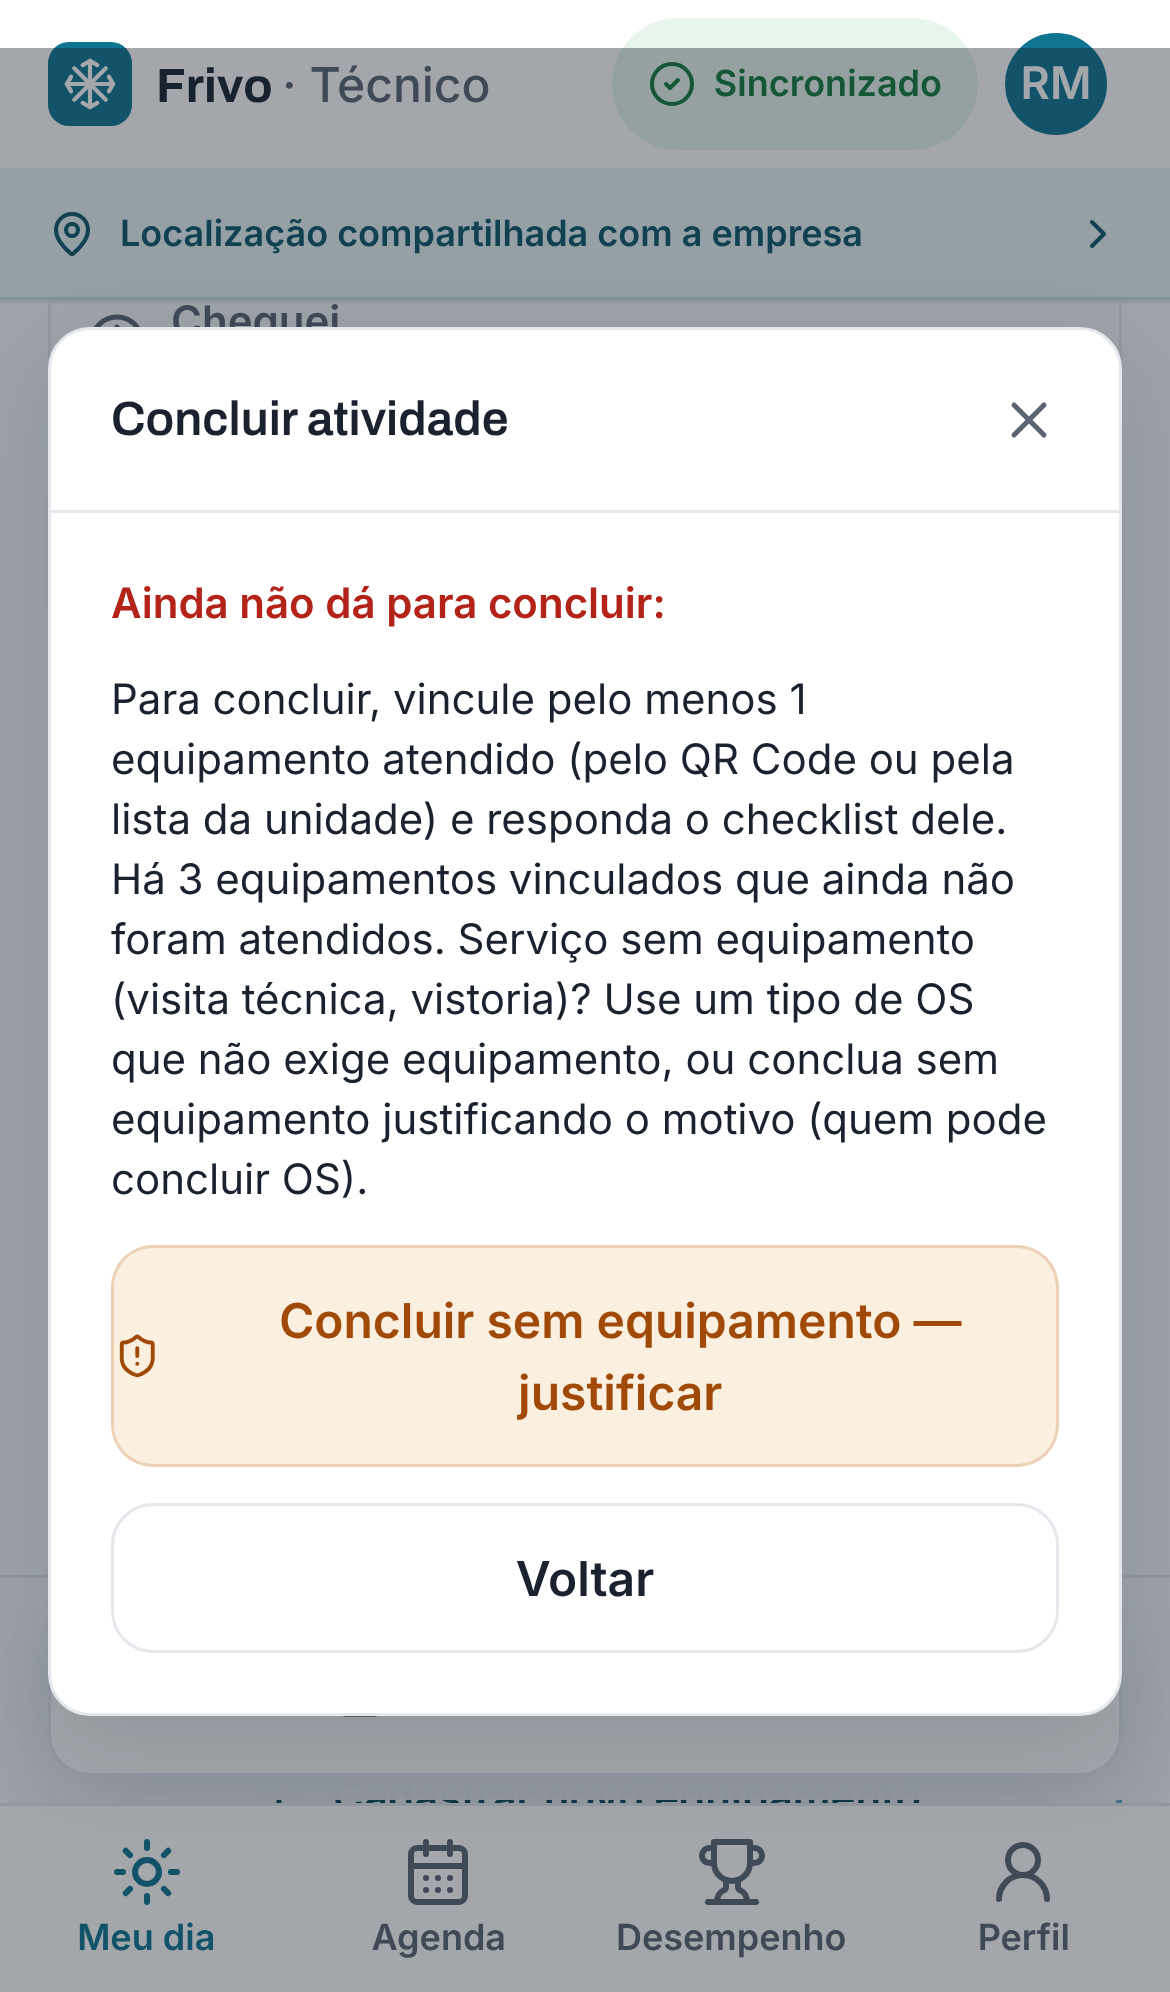 Frivo · Técnico
Sincronizado
RM
Localização compartilhada com a empresa
Cheguei
Concluir atividade
Ainda não dá para concluir:
Para concluir, vincule pelo menos 1
equipamento atendido (pelo QR Code ou pela
lista da unidade) e responda o checklist dele.
Há 3 equipamentos vinculados que ainda não
foram atendidos. Serviço sem equipamento
(visita técnica, vistoria)? Use um tipo de OS
que não exige equipamento, ou conclua sem
equipamento justificando o motivo (quem pode
concluir OS).
Concluir sem equipamento —
justificar
Voltar
Cadastrar novo equipamento
Meu dia
Agenda
Desempenho
Perfil